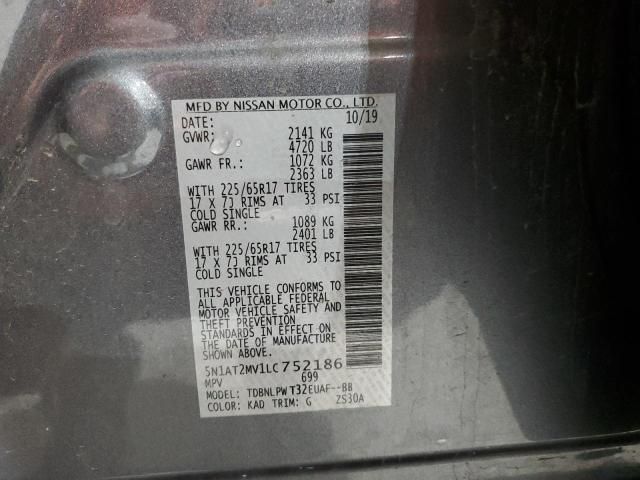 MFD BY NISSAN MOTOR CO., LTD.
DATE: 10/19
GVWR: 2141 KG
4720 LB
GAWR FR.: 1072 KG
2363 LB
WITH 225/65R17 TIRES
17 X 7J RIMS AT 33 PSI
COLD SINGLE
GAWR RR.: 1089 KG
2401 LB
WITH 225/65R17 TIRES
17 X 7J RIMS AT 33 PSI
COLD SINGLE
THIS VEHICLE CONFORMS TO
ALL APPLICABLE FEDERAL
MOTOR VEHICLE SAFETY AND
THEFT PREVENTION
STANDARDS IN EFFECT ON
THE DATE OF MANUFACTURE
SHOWN ABOVE.
5N1AT2MV1LC752186
MPV 699
MODEL: TDBNLPW T32EUAF--BB
COLOR: KAD TRIM: G ZS30A